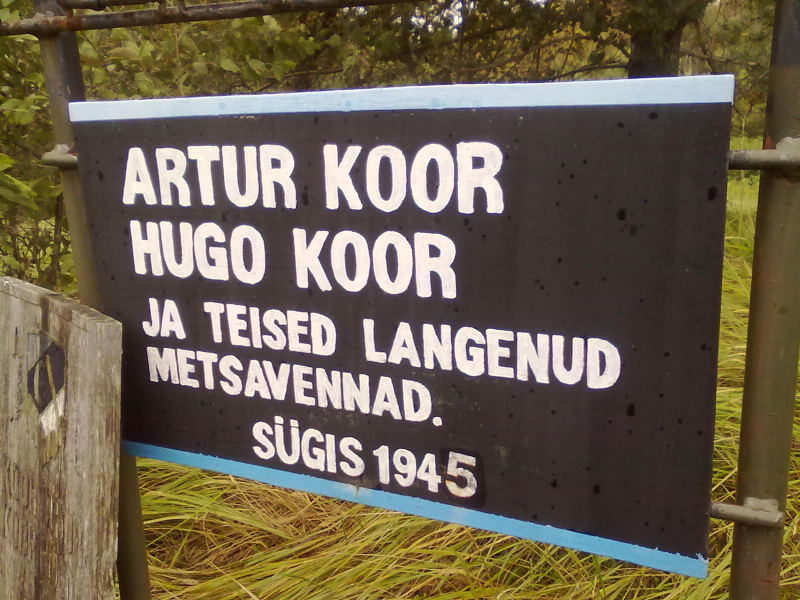 ARTUR KOOR
HUGO KOOR
JA TEISED LANGENUD
METSAVENNAD.
SÜGIS 1945